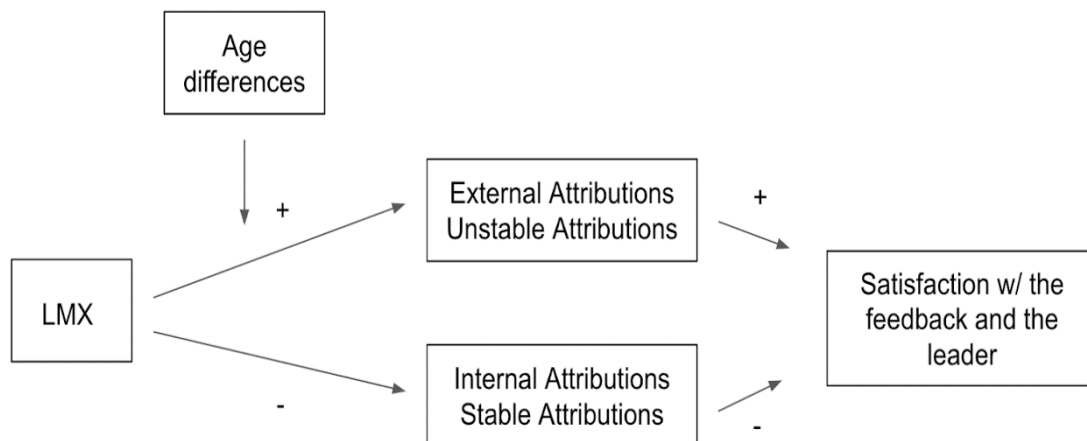 Age
differences
+
External Attributions
Unstable Attributions
+
LMX
Satisfaction w/ the
feedback and the
leader
Internal Attributions
Stable Attributions
-
-